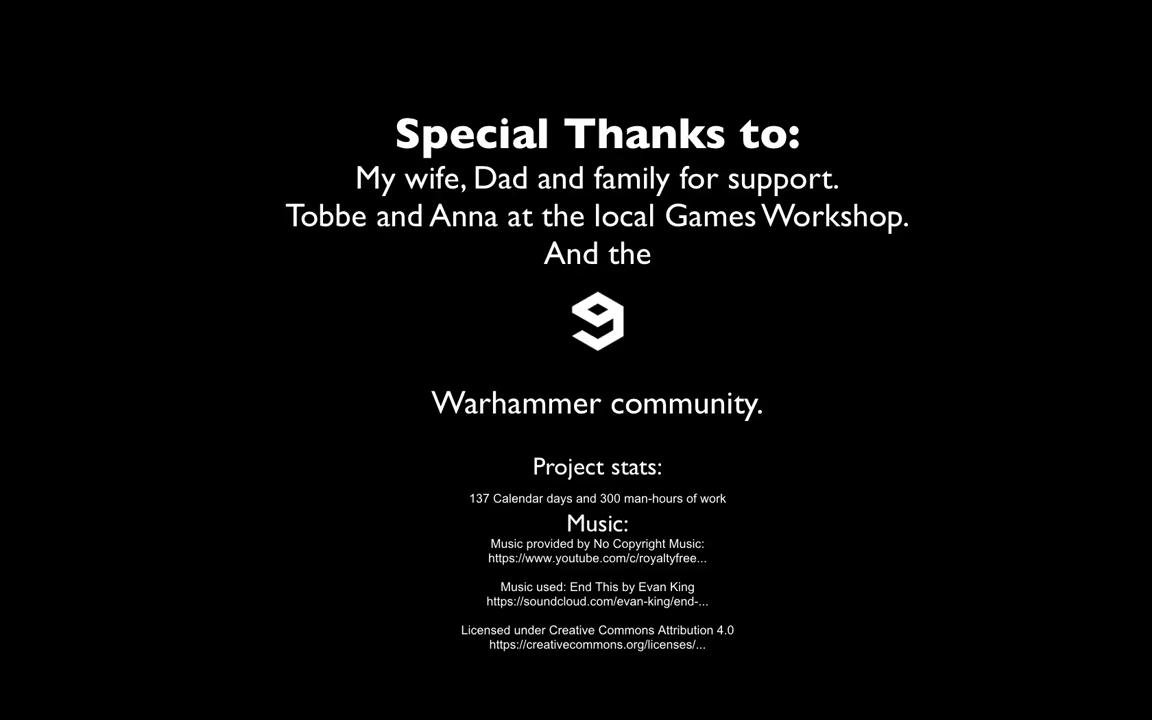 Special Thanks to:
My wife, Dad and family for support.
Tobbe and Anna at the local Games Workshop.
And the
9
Warhammer community.
Project stats:
137 Calendar days and 300 man-hours of work
Music:
Music provided by No Copyright Music:
https://www.youtube.com/c/royaltyfree...
Music used: End This by Evan King
https://soundcloud.com/evan-king/end-...
Licensed under Creative Commons Attribution 4.0
https://creativecommons.org/licenses/...